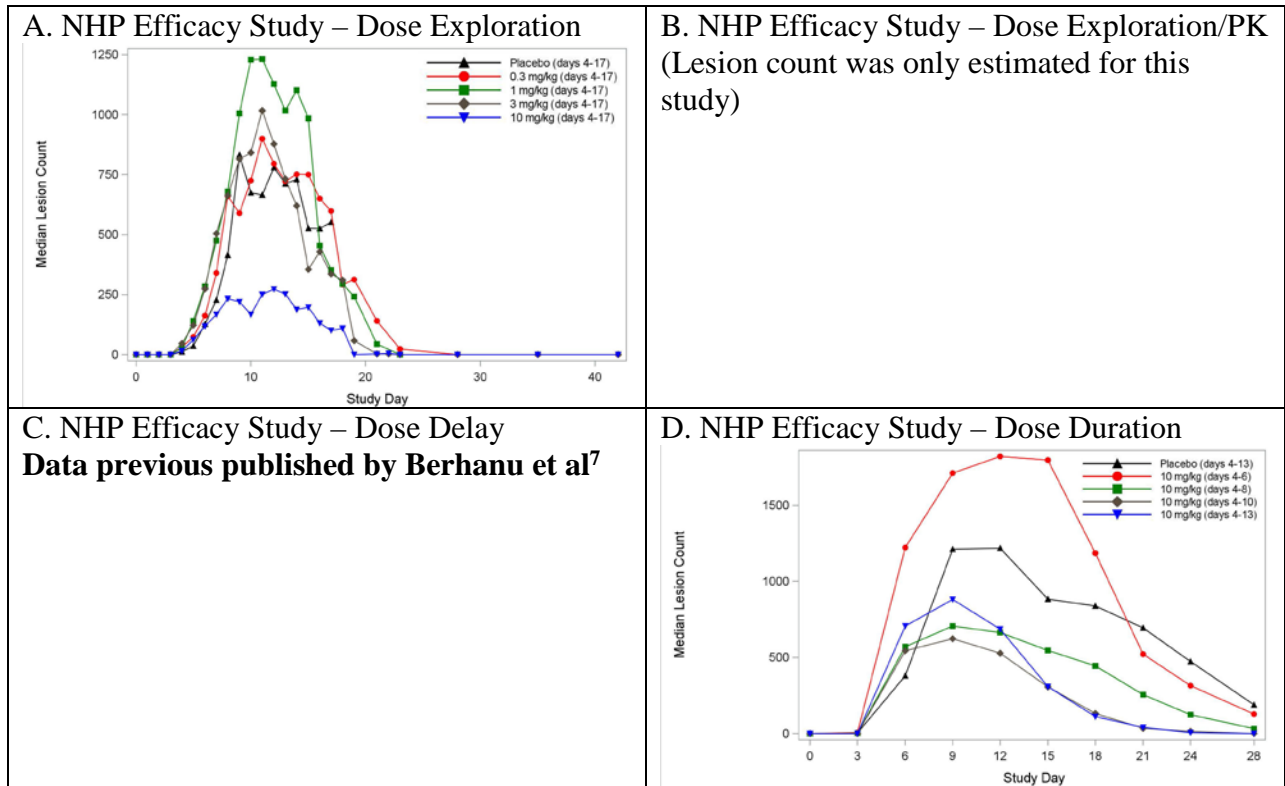 A. NHP Efficacy Study – Dose Exploration
1250
1000
750
500
250
0
Median Lesion Count
0
10
20
30
40
Study Day
Placebo (days 4-17)
0.3 mg/kg (days 4-17)
1 mg/kg (days 4-17)
3 mg/kg (days 4-17)
10 mg/kg (days 4-17)
B. NHP Efficacy Study – Dose Exploration/PK
(Lesion count was only estimated for this
study)
C. NHP Efficacy Study – Dose Delay
Data previous published by Berhanu et al⁷
D. NHP Efficacy Study – Dose Duration
1500
1000
500
0
Median Lesion Count
0
3
6
9
12
15
18
21
24
28
Study Day
Placebo (days 4-13)
10 mg/kg (days 4-6)
10 mg/kg (days 4-8)
10 mg/kg (days 4-10)
10 mg/kg (days 4-13)